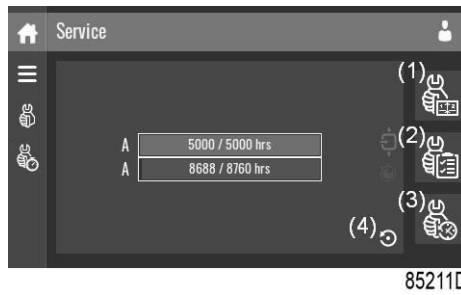 Service
(1)
(2)
A 5000 / 5000 hrs
A 8688 / 8760 hrs
(3)
(4)
85211D